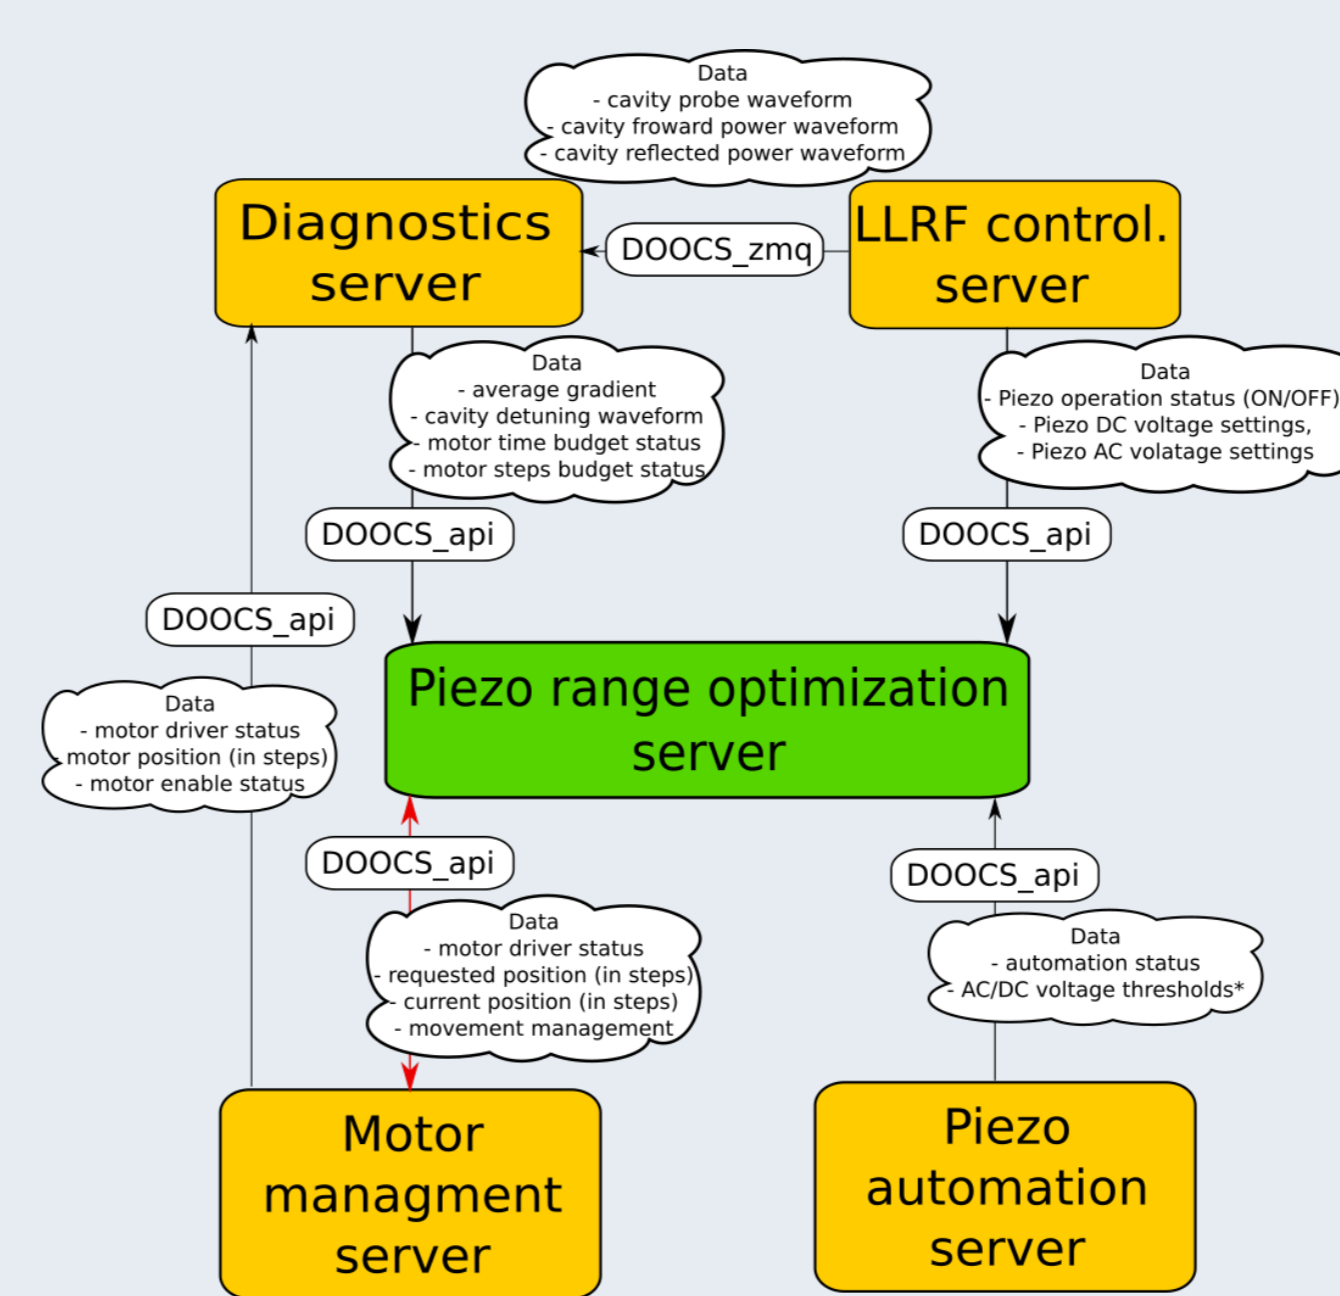 Data
- cavity probe waveform
- cavity froward power waveform
- cavity reflected power waveform
Diagnostics
server
DOOCS_zmq
LLRF control.
server
Data
- average gradient
- cavity detuning waveform
- motor time budget status
- motor steps budget status
Data
- Piezo operation status (ON/OFF)
- Piezo DC voltage settings,
- Piezo AC volatage settings
DOOCS_api
DOOCS_api
DOOCS_api
Piezo range optimization
server
Data
- motor driver status
- motor position (in steps)
- motor enable status
DOOCS_api
DOOCS_api
Data
- motor driver status
- requested position (in steps)
- current position (in steps)
- movement management
Data
- automation status
- AC/DC voltage thresholds*
Motor
managment
server
Piezo
automation
server